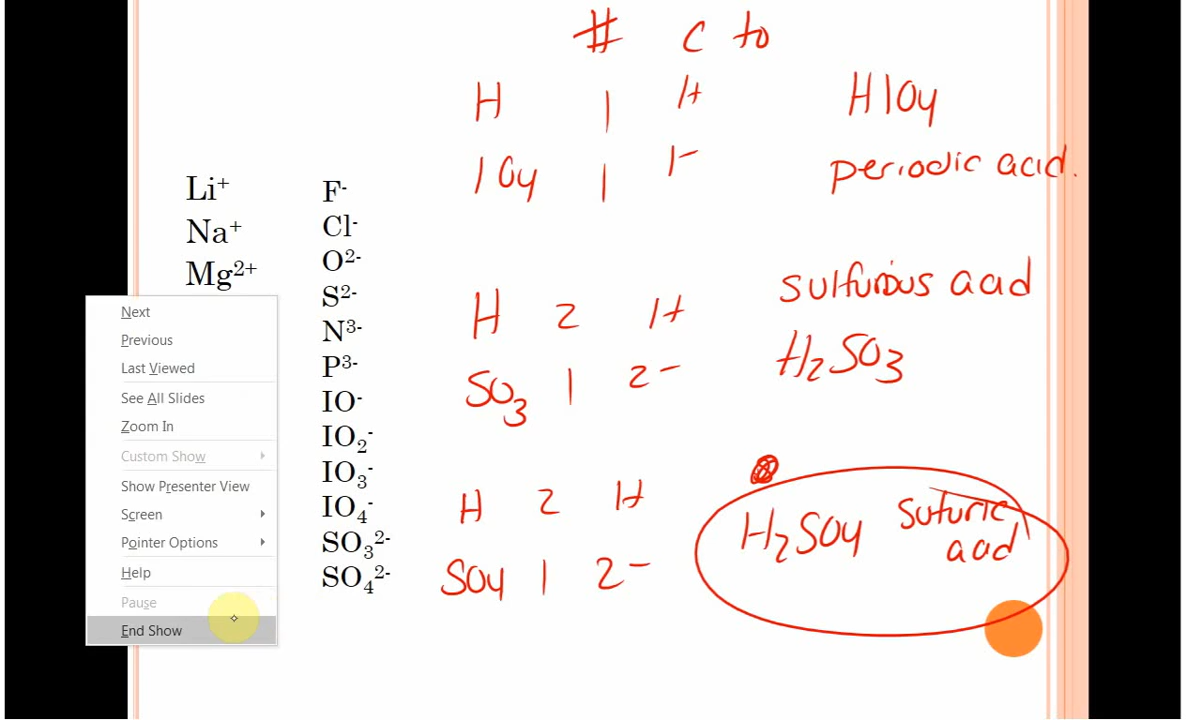 # C to
H 1 1+
HIO4
IO4 1 1-
periodic acid.
Li⁺
Na⁺
Mg²⁺
F⁻
Cl⁻
O²⁻
S²⁻
N³⁻
P³⁻
IO⁻
IO₂⁻
IO₃⁻
IO₄⁻
SO₃²⁻
SO₄²⁻
Next
Previous
Last Viewed
See All Slides
Zoom In
Custom Show
Show Presenter View
Screen
Pointer Options
Help
Pause
End Show
H 2 1+
SO3 1 2-
sulfurous acid
H2SO3
H 2 1+
SO4 1 2-
H2SO4 sufuric
acid